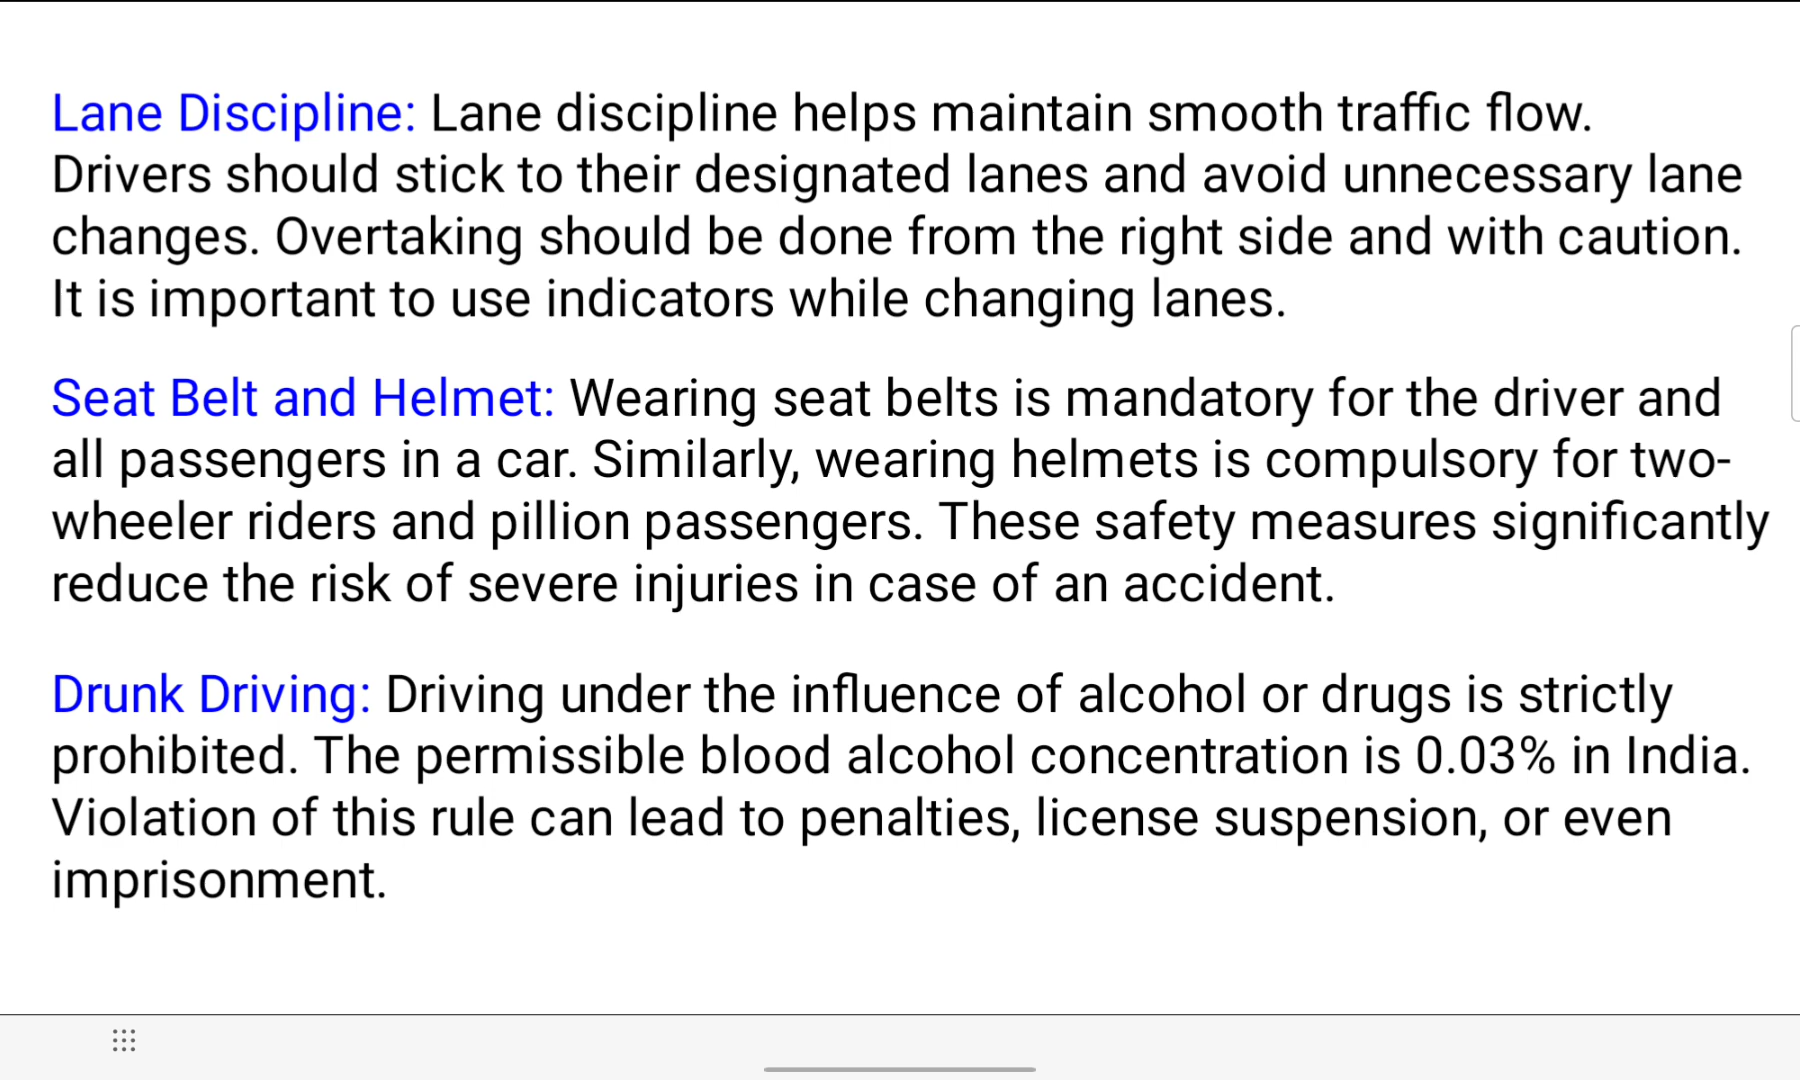 Lane Discipline: Lane discipline helps maintain smooth traffic flow.
Drivers should stick to their designated lanes and avoid unnecessary lane
changes. Overtaking should be done from the right side and with caution.
It is important to use indicators while changing lanes.
Seat Belt and Helmet: Wearing seat belts is mandatory for the driver and
all passengers in a car. Similarly, wearing helmets is compulsory for two-
wheeler riders and pillion passengers. These safety measures significantly
reduce the risk of severe injuries in case of an accident.
Drunk Driving: Driving under the influence of alcohol or drugs is strictly
prohibited. The permissible blood alcohol concentration is 0.03% in India.
Violation of this rule can lead to penalties, license suspension, or even
imprisonment.